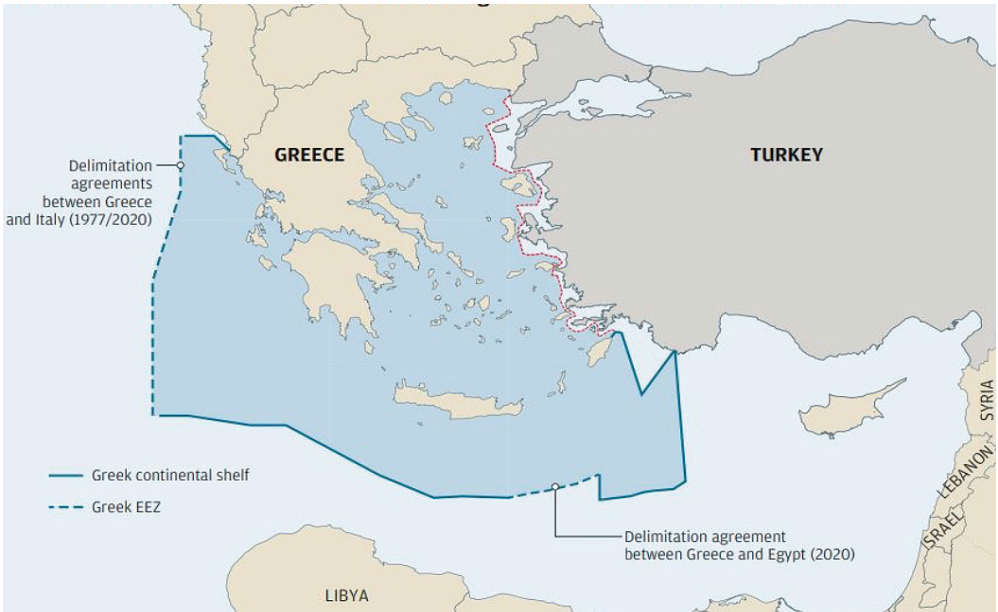 GREECE
TURKEY
Delimitation
agreements
between Greece
and Italy (1977/2020)
SYRIA
LEBANON
ISRAEL
Greek continental shelf
Greek EEZ
Delimitation agreement
between Greece and Egypt (2020)
LIBYA